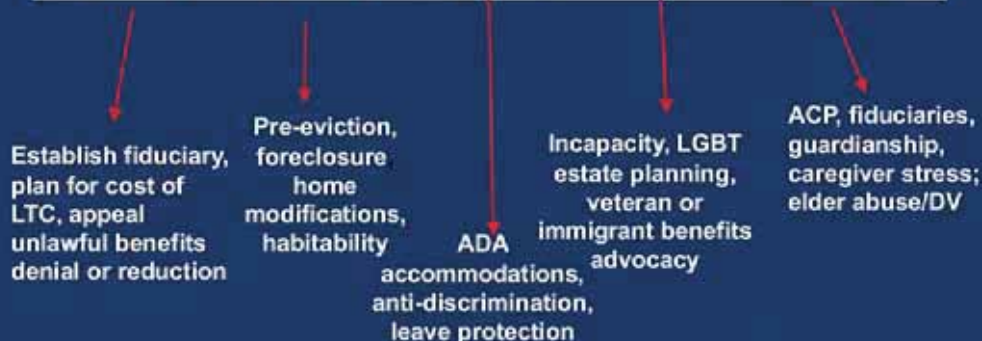 Establish fiduciary,
plan for cost of
LTC, appeal
unlawful benefits
denial or reduction
Pre-eviction,
foreclosure
home
modifications,
habitability
ADA
accommodations,
anti-discrimination,
leave protection
Incapacity, LGBT
estate planning,
veteran or
immigrant benefits
advocacy
ACP, fiduciaries,
guardianship,
caregiver stress;
elder abuse/DV